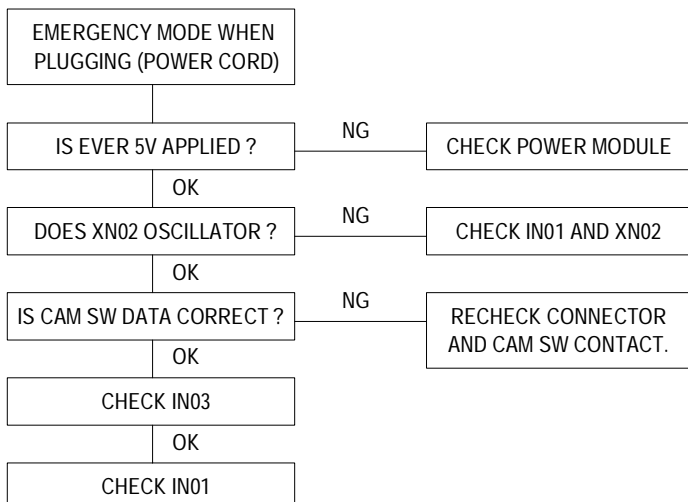 EMERGENCY MODE WHEN
PLUGGING (POWER CORD)
IS EVER 5V APPLIED ?
NG
CHECK POWER MODULE
OK
DOES XN02 OSCILLATOR ?
NG
CHECK IN01 AND XN02
OK
IS CAM SW DATA CORRECT ?
NG
RECHECK CONNECTOR
AND CAM SW CONTACT.
OK
CHECK IN03
OK
CHECK IN01